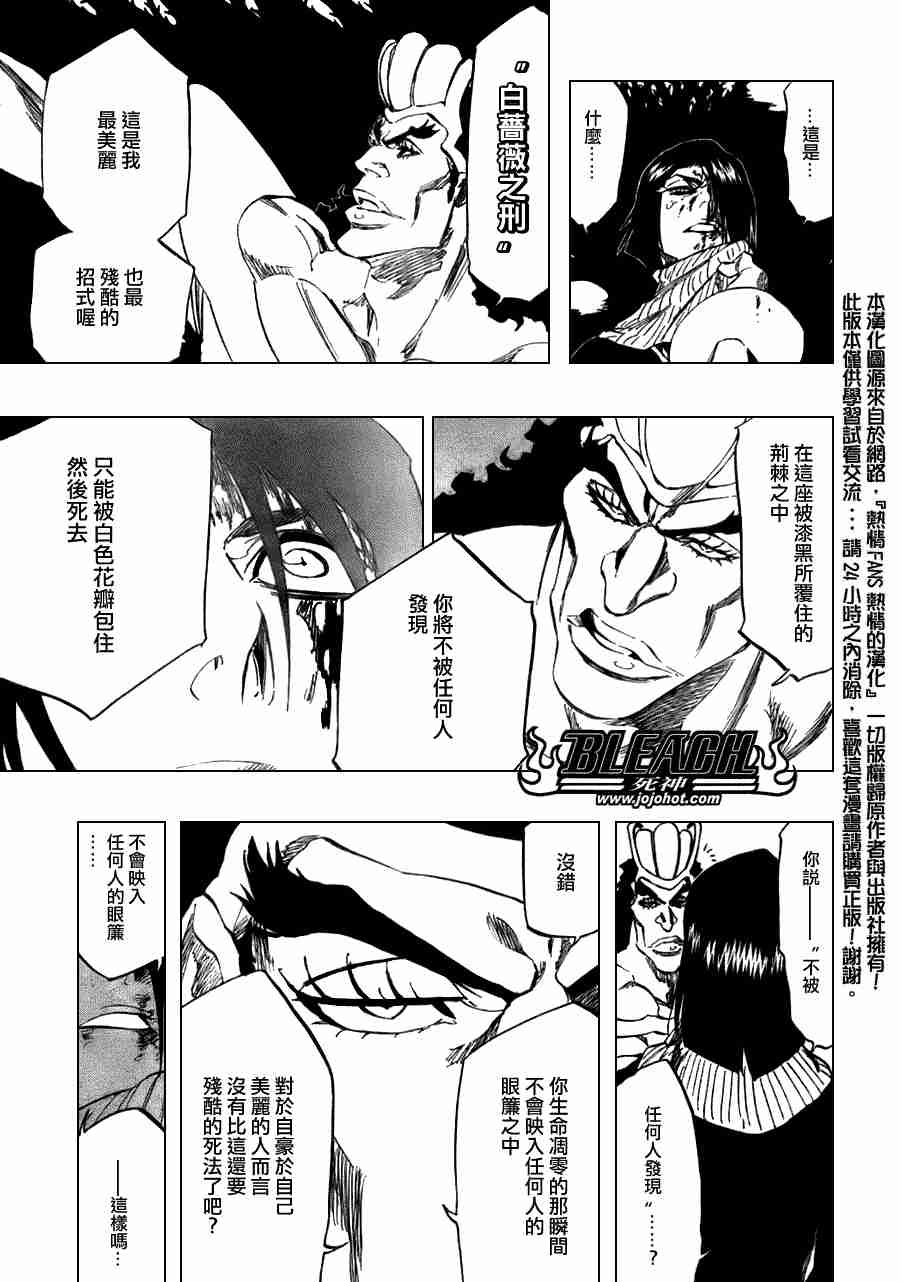 …這是…
什麼……
"白薔薇之刑"
這是我
最美麗
也最
殘酷的
招式喔
在這座被漆黑所覆住的
荊棘之中
你將不被任何人
發現
只能被白色花瓣包住
然後死去
BLEACH
死神
www.jojohot.com
你說——"不被
任何人發現"……?
沒錯
你生命凋零的那瞬間
不會映入任何人的
眼簾之中
對於自豪於自己
美麗的人而言
沒有比這還要
殘酷的死法了吧?
不會映入
任何人的眼簾
……
——這樣嗎…
本漢化圖源來自於網路，『熱情FANS熱情的漢化』一切版權歸原作者與出版社擁有！
此版本僅供學習試看交流…請24小時之內消除，喜歡這套漫畫請購買正版！謝謝。